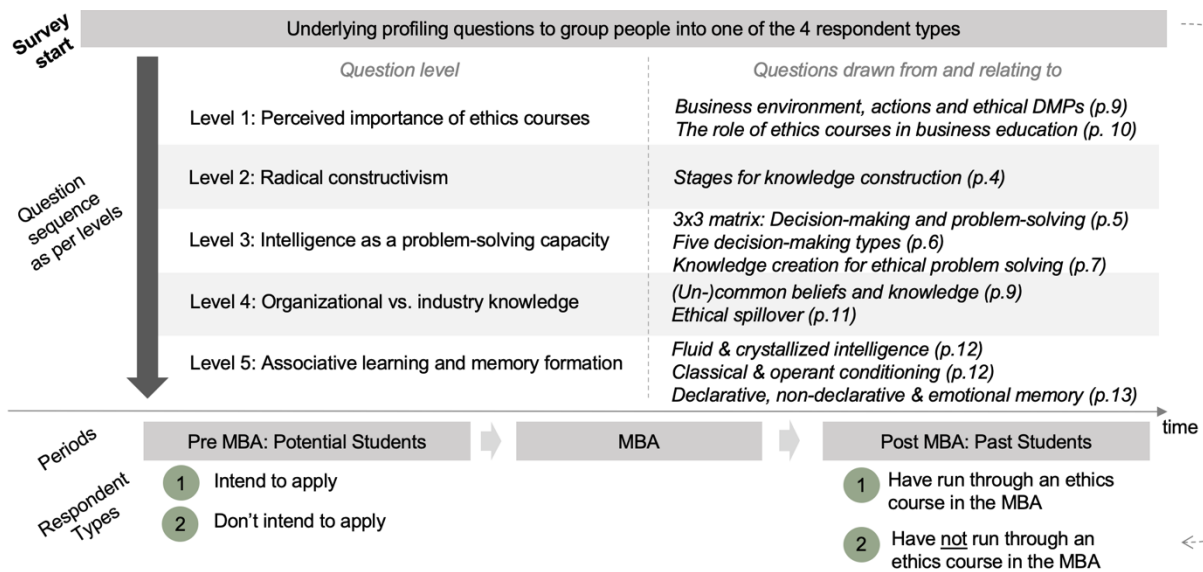 Survey
start
Underlying profiling questions to group people into one of the 4 respondent types
Question level
Questions drawn from and relating to
Question
sequence
as per levels
Level 1: Perceived importance of ethics courses
Business environment, actions and ethical DMPs (p.9)
The role of ethics courses in business education (p. 10)
Level 2: Radical constructivism
Stages for knowledge construction (p.4)
Level 3: Intelligence as a problem-solving capacity
3x3 matrix: Decision-making and problem-solving (p.5)
Five decision-making types (p.6)
Knowledge creation for ethical problem solving (p.7)
Level 4: Organizational vs. industry knowledge
(Un-)common beliefs and knowledge (p.9)
Ethical spillover (p.11)
Level 5: Associative learning and memory formation
Fluid & crystallized intelligence (p.12)
Classical & operant conditioning (p.12)
Declarative, non-declarative & emotional memory (p.13)
time
Periods
Pre MBA: Potential Students
MBA
Post MBA: Past Students
Respondent
Types
1 Intend to apply
2 Don't intend to apply
1 Have run through an ethics
course in the MBA
2 Have not run through an
ethics course in the MBA